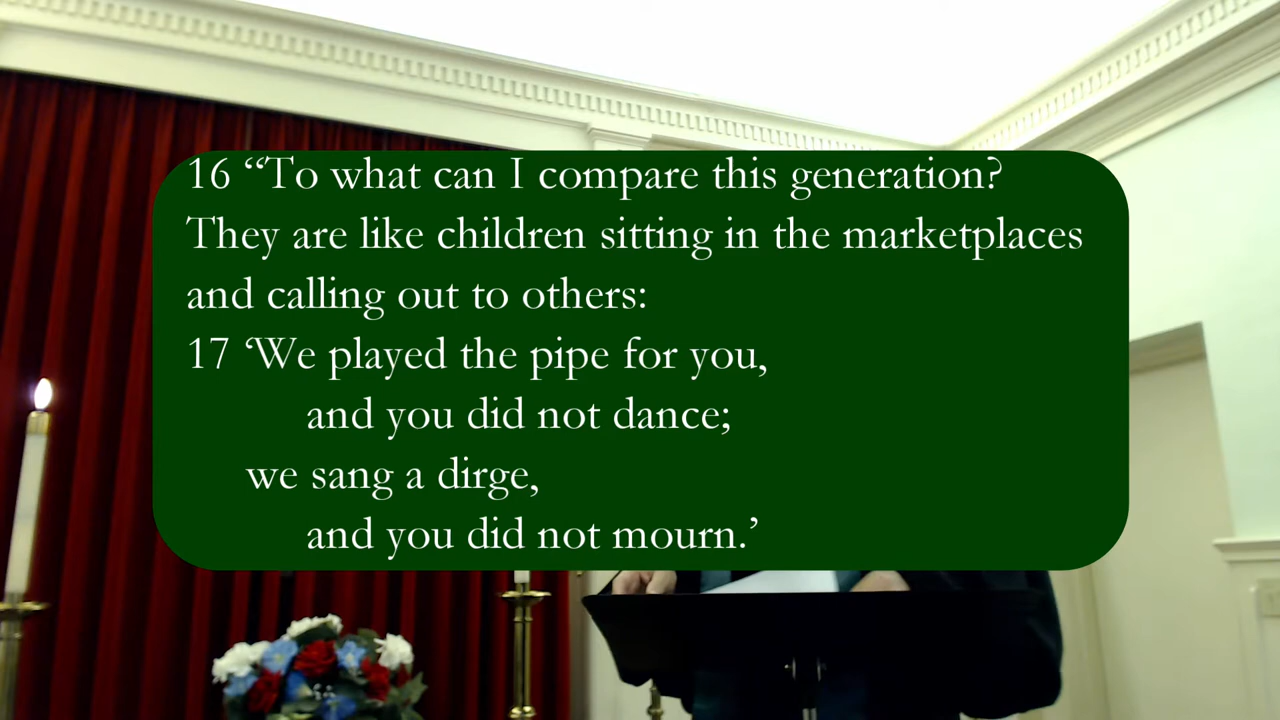 16 “To what can I compare this generation?
They are like children sitting in the marketplaces
and calling out to others:
17 ‘We played the pipe for you,
and you did not dance;
we sang a dirge,
and you did not mourn.’